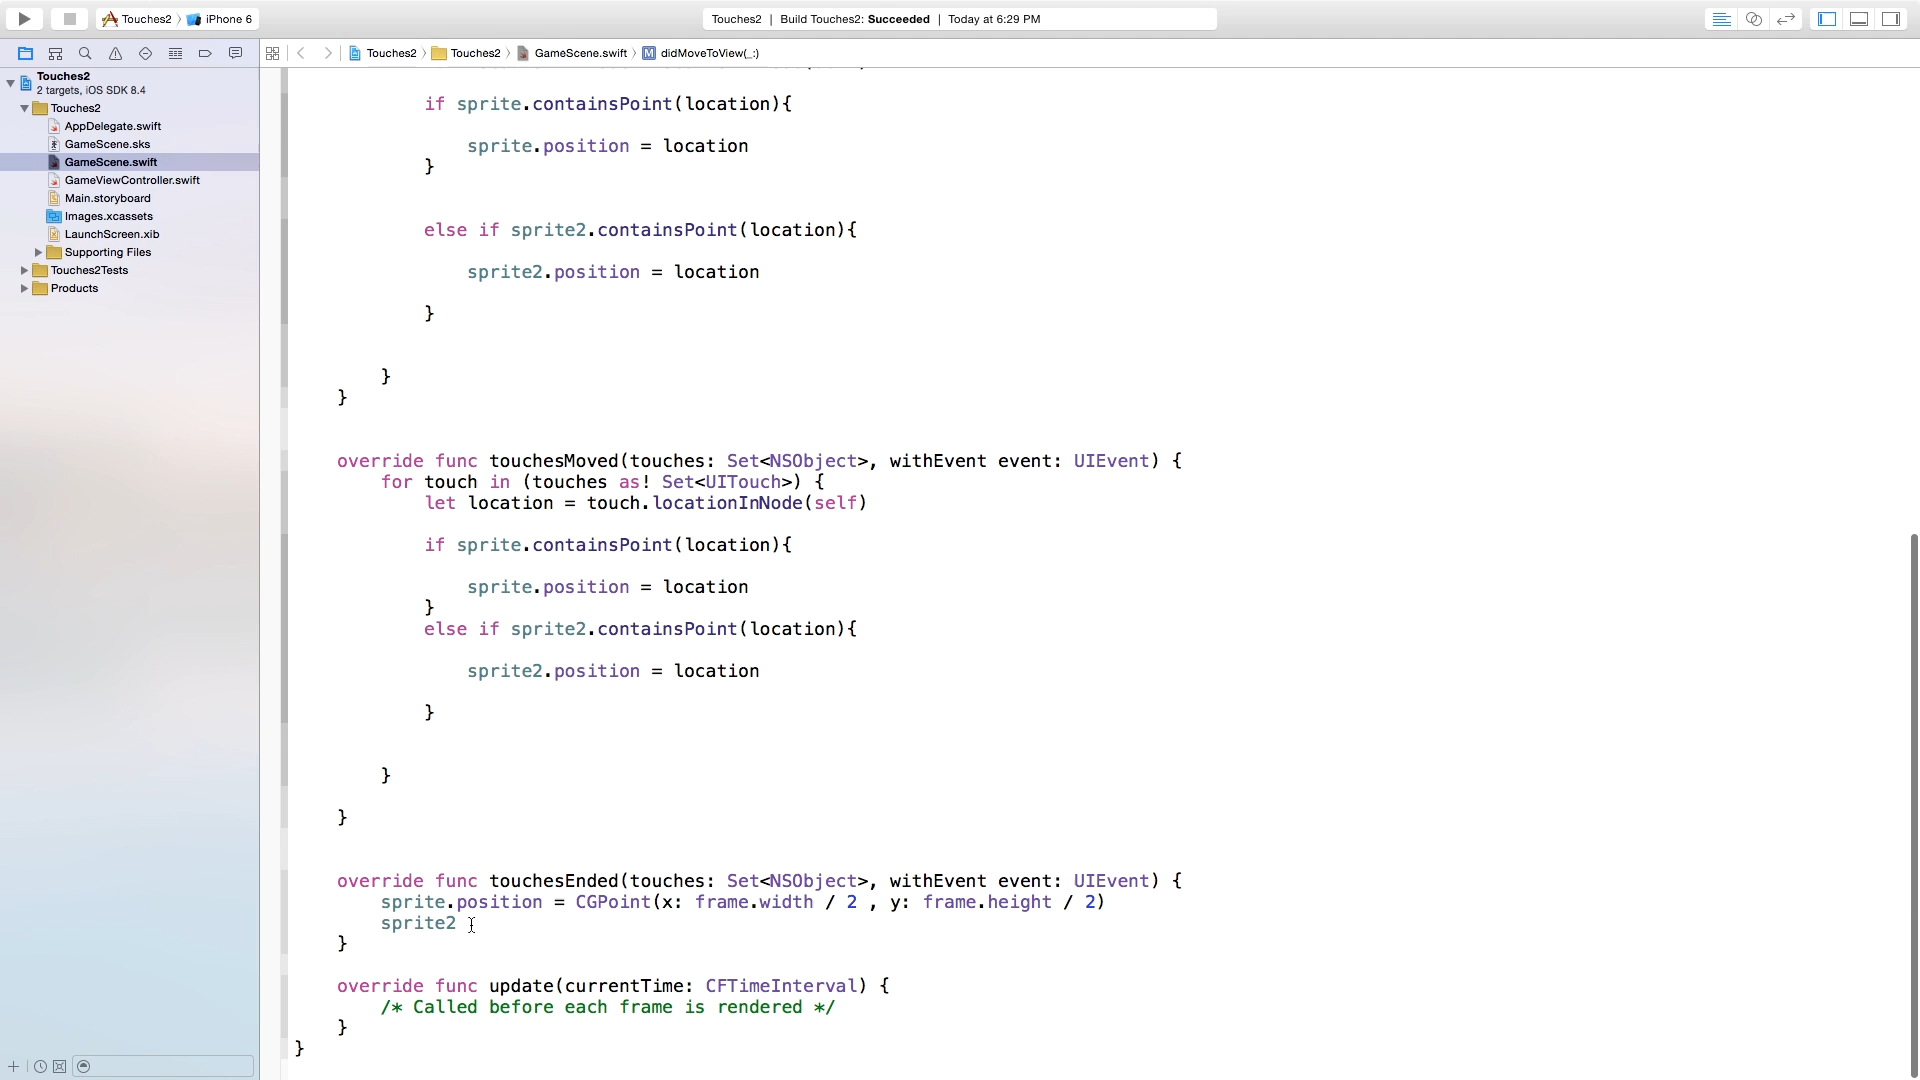 Touches2 iPhone 6
Touches2 | Build Touches2: Succeeded | Today at 6:29 PM
Touches2 Touches2 GameScene.swift M didMoveToView(_:)
Touches2
2 targets, iOS SDK 8.4
Touches2
AppDelegate.swift
GameScene.sks
GameScene.swift
GameViewController.swift
Main.storyboard
Images.xcassets
LaunchScreen.xib
Supporting Files
Touches2Tests
Products
if sprite.containsPoint(location){
sprite.position = location
}
else if sprite2.containsPoint(location){
sprite2.position = location
}
}
}
override func touchesMoved(touches: Set<NSObject>, withEvent event: UIEvent) {
for touch in (touches as! Set<UITouch>) {
let location = touch.locationInNode(self)
if sprite.containsPoint(location){
sprite.position = location
}
else if sprite2.containsPoint(location){
sprite2.position = location
}
}
}
override func touchesEnded(touches: Set<NSObject>, withEvent event: UIEvent) {
sprite.position = CGPoint(x: frame.width / 2 , y: frame.height / 2)
sprite2
}
override func update(currentTime: CFTimeInterval) {
/* Called before each frame is rendered */
}
}